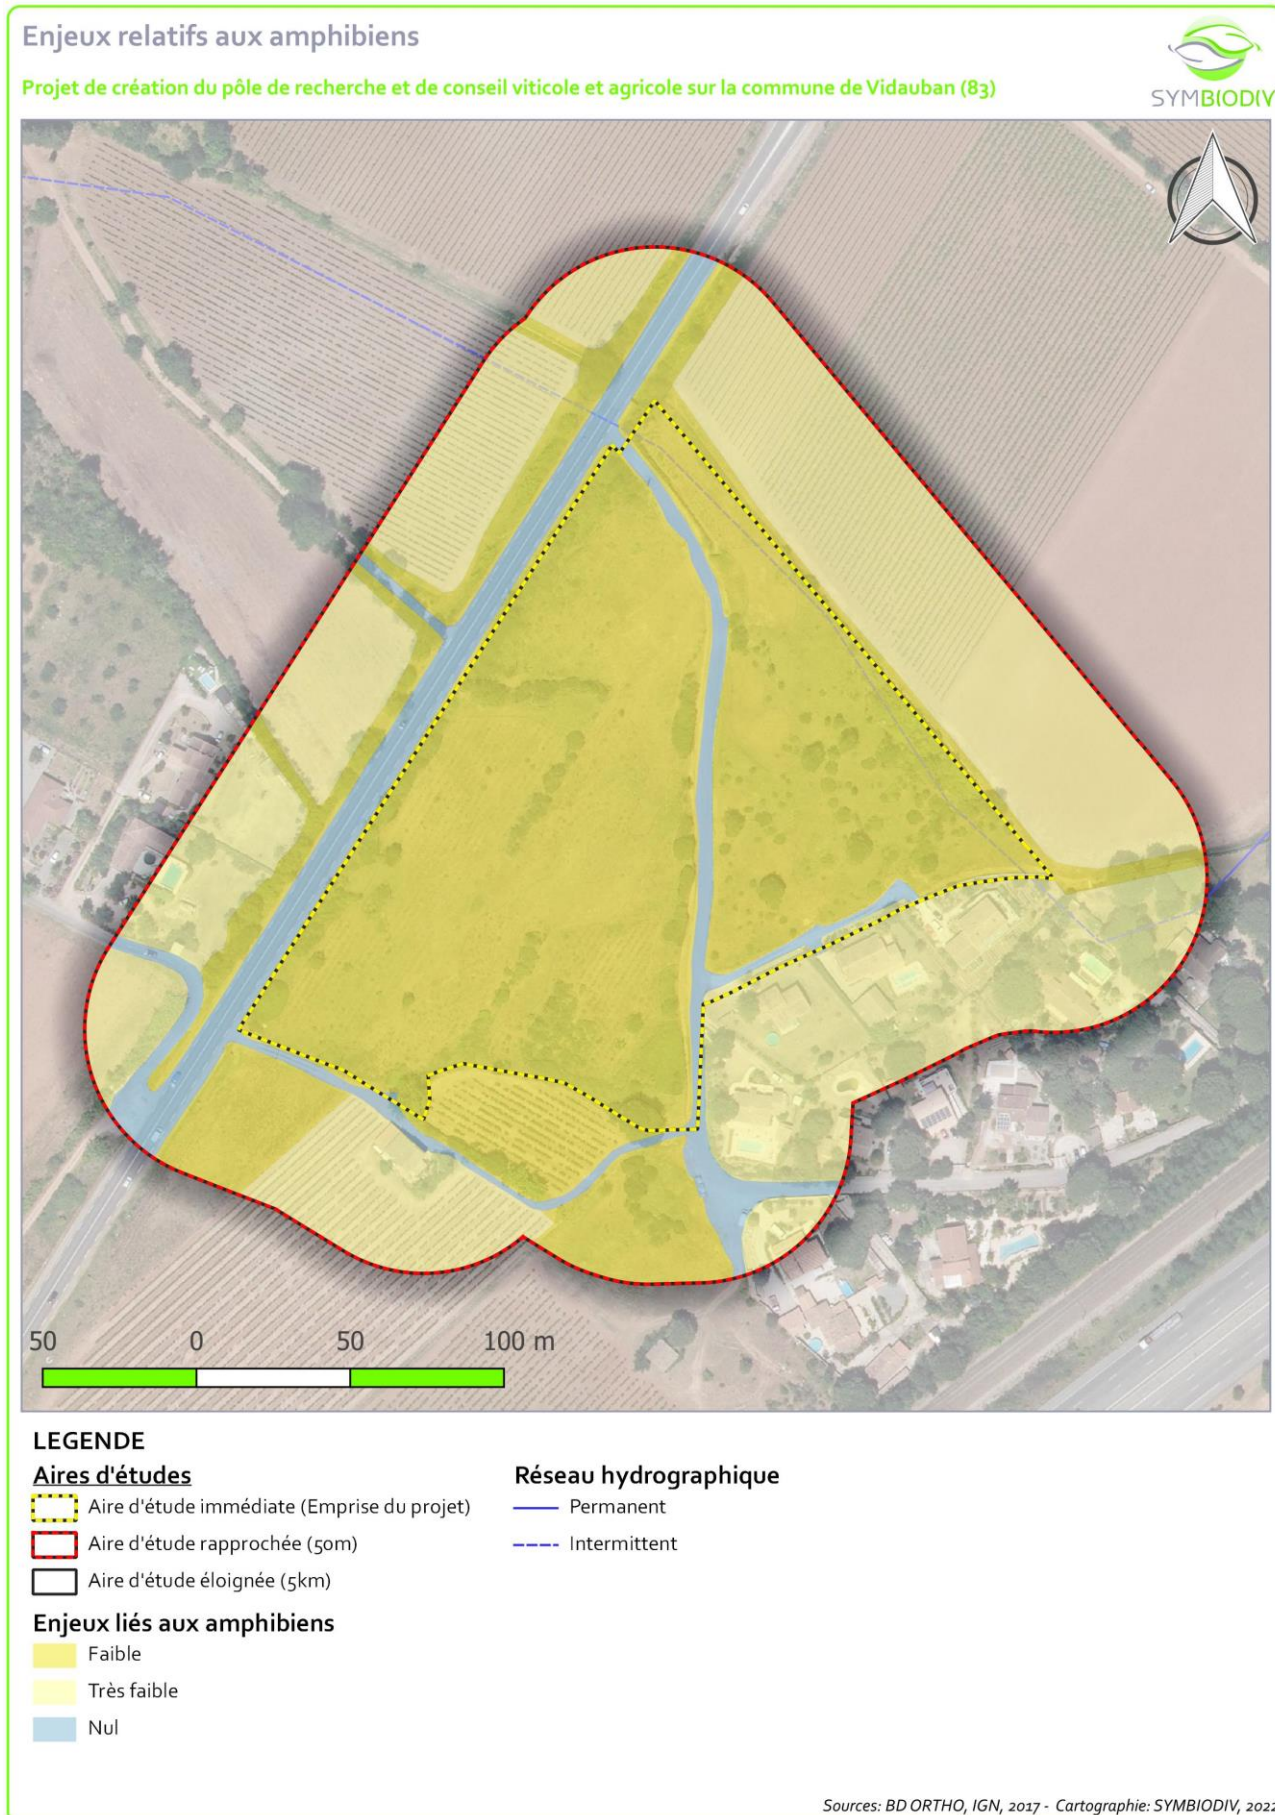 Enjeux relatifs aux amphibiens
Projet de création du pôle de recherche et de conseil viticole et agricole sur la commune de Vidauban (83)
SYMBIODIV
50 0 50 100 m
LEGENDE
Aires d'études
Aire d'étude immédiate (Emprise du projet)
Aire d'étude rapprochée (50m)
Aire d'étude éloignée (5km)
Réseau hydrographique
Permanent
Intermittent
Enjeux liés aux amphibiens
Faible
Très faible
Nul
Sources: BD ORTHO, IGN, 2017 - Cartographie: SYMBIODIV, 2022